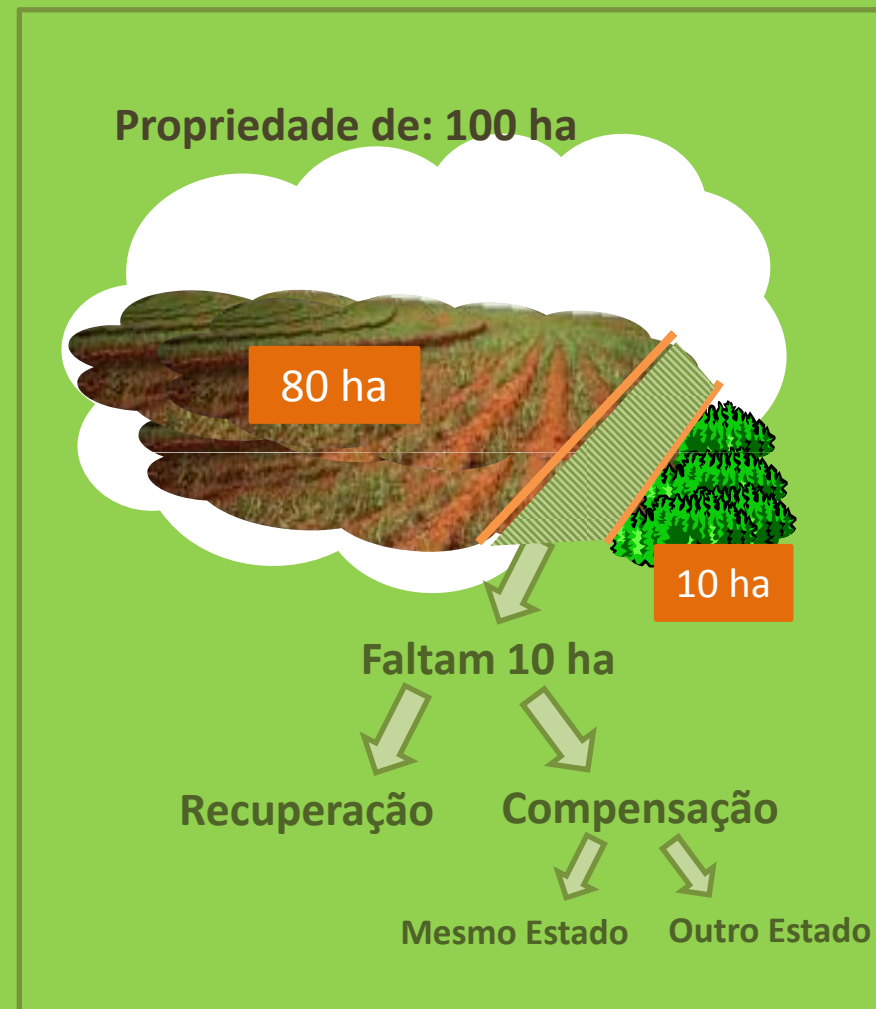 Propriedade de: 100 ha
80 ha
10 ha
Faltam 10 ha
Recuperação
Compensação
Mesmo Estado
Outro Estado